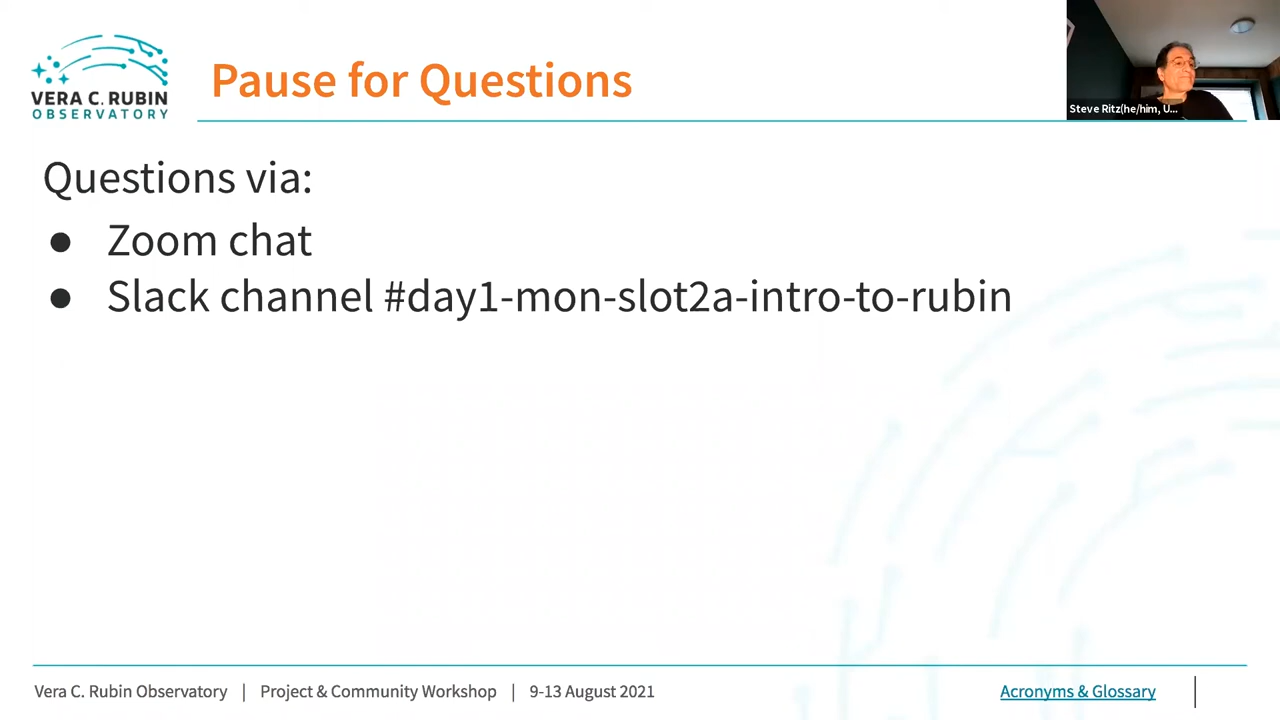 VERA C. RUBIN
OBSERVATORY
Pause for Questions
Steve Ritz(he/him, U...
Questions via:
● Zoom chat
● Slack channel #day1-mon-slot2a-intro-to-rubin
Vera C. Rubin Observatory | Project & Community Workshop | 9-13 August 2021
Acronyms & Glossary |